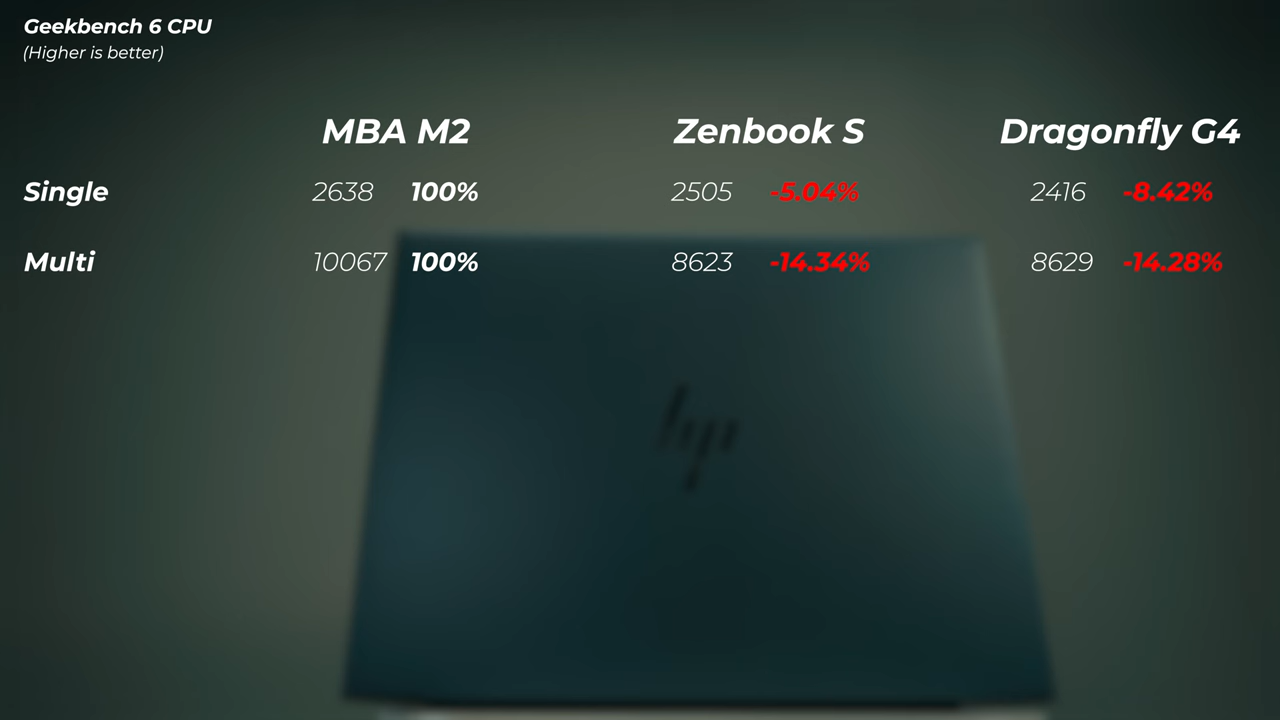 Geekbench 6 CPU
(Higher is better)
MBA M2 Zenbook S Dragonfly G4
Single 2638 100% 2505 -5.04% 2416 -8.42%
Multi 10067 100% 8623 -14.34% 8629 -14.28%
hp